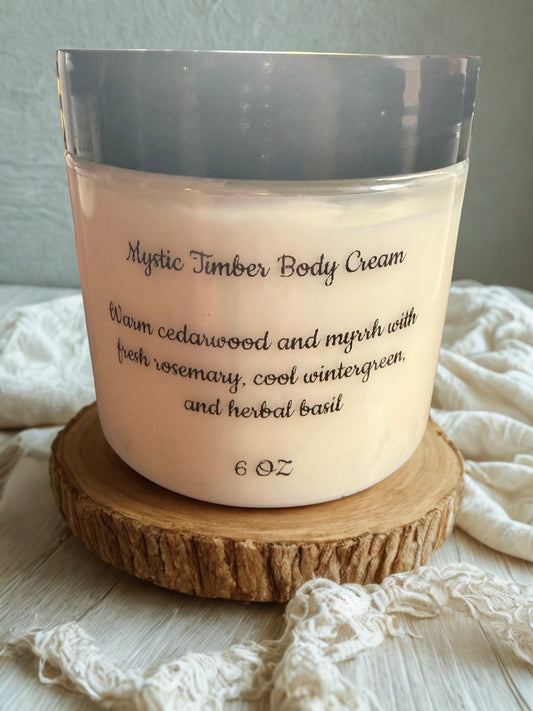 Mystic Timber Body Cream
Warm cedarwood and myrrh with
fresh rosemary, cool wintergreen,
and herbal basil
6 OZ